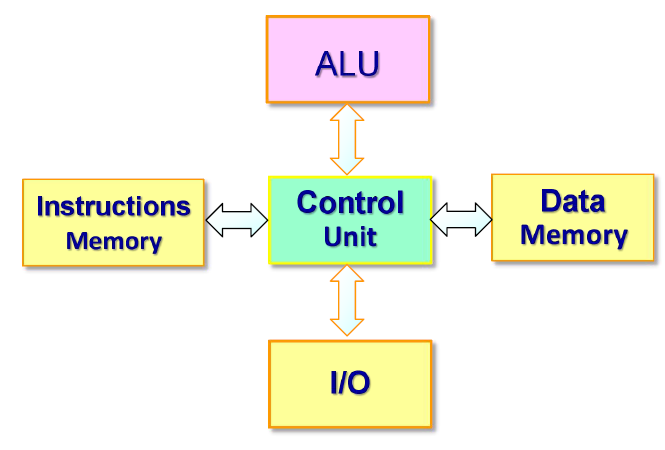 ALU
Instructions
Memory
Control
Unit
Data
Memory
I/O